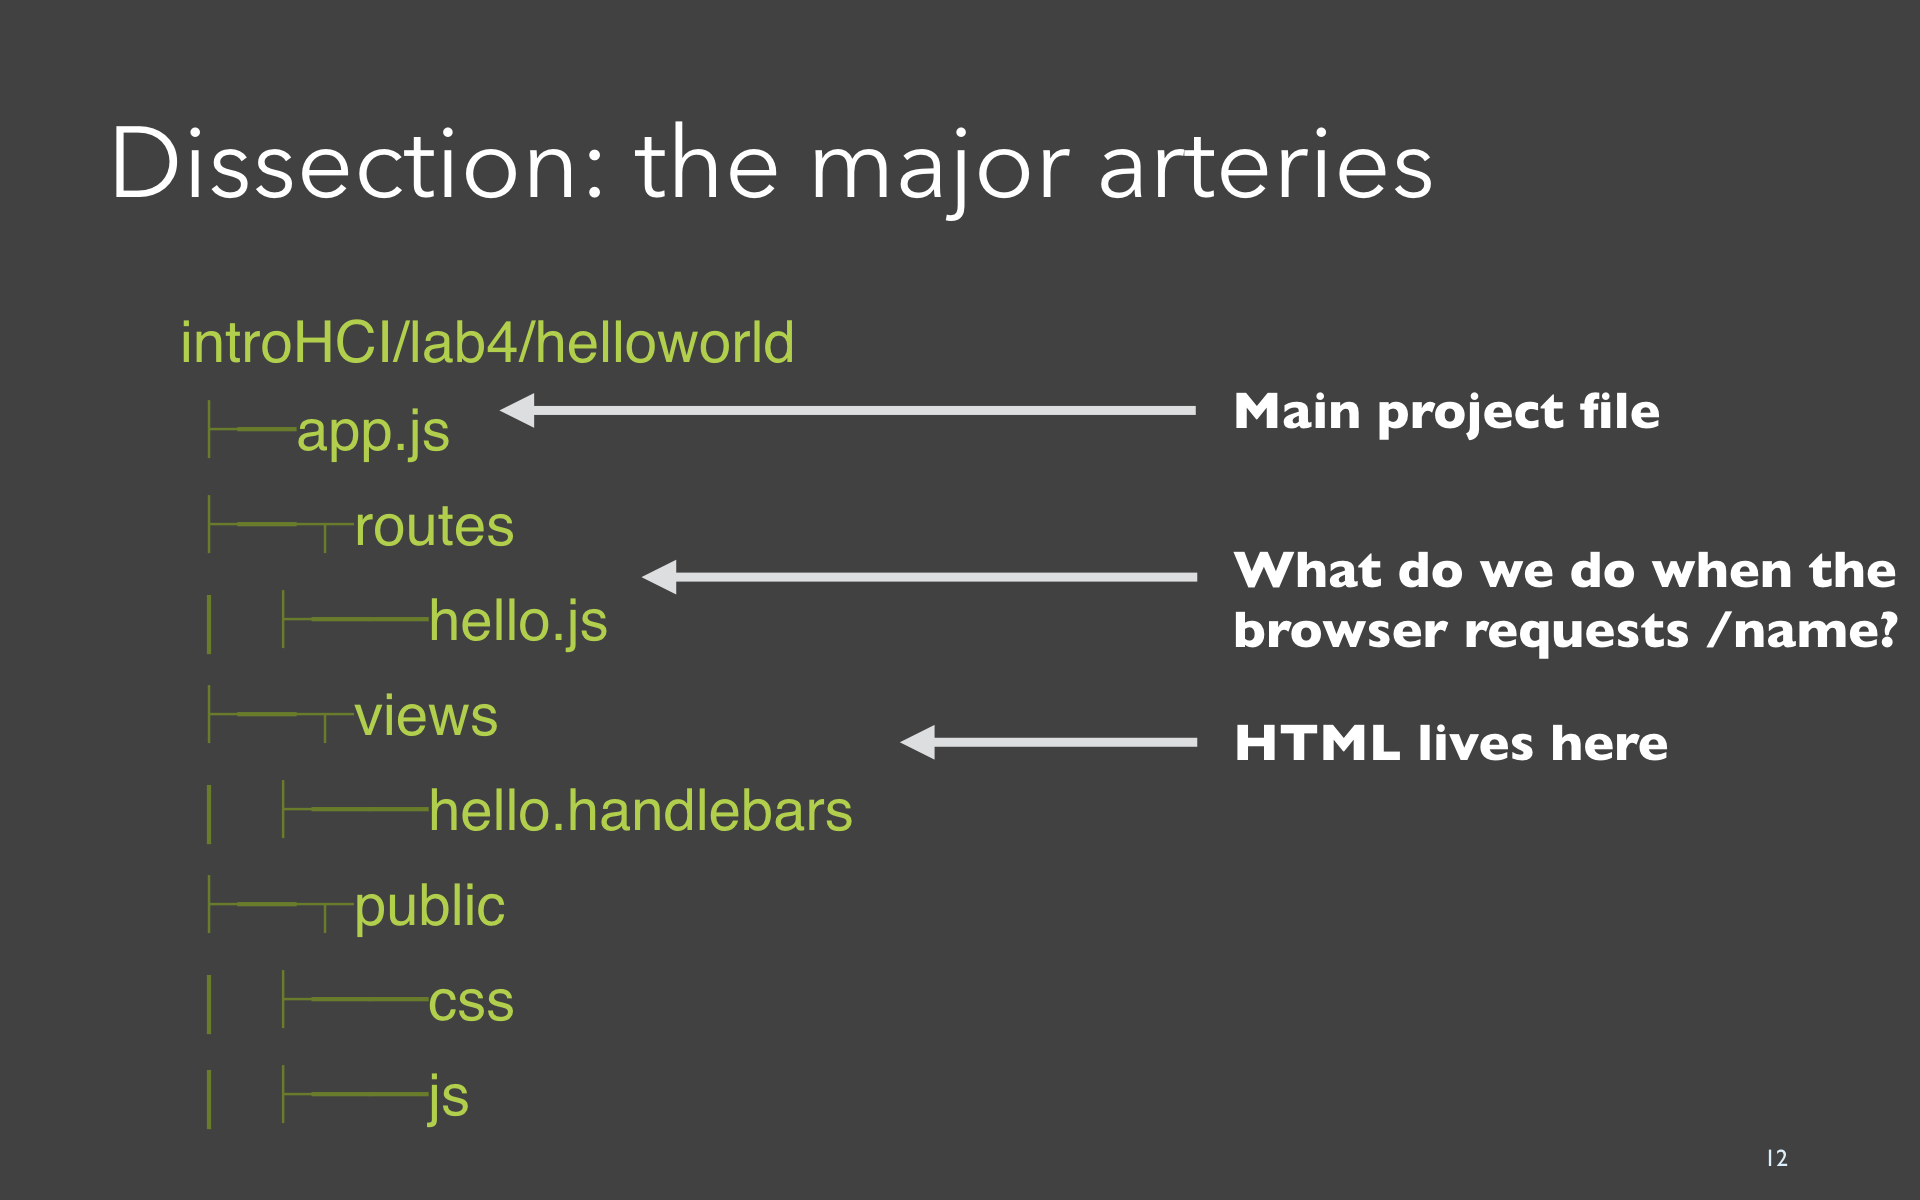 Dissection: the major arteries
introHCI/lab4/helloworld
app.js
Main project file
routes
hello.js
What do we do when the
browser requests /name?
views
HTML lives here
hello.handlebars
public
css
js
12